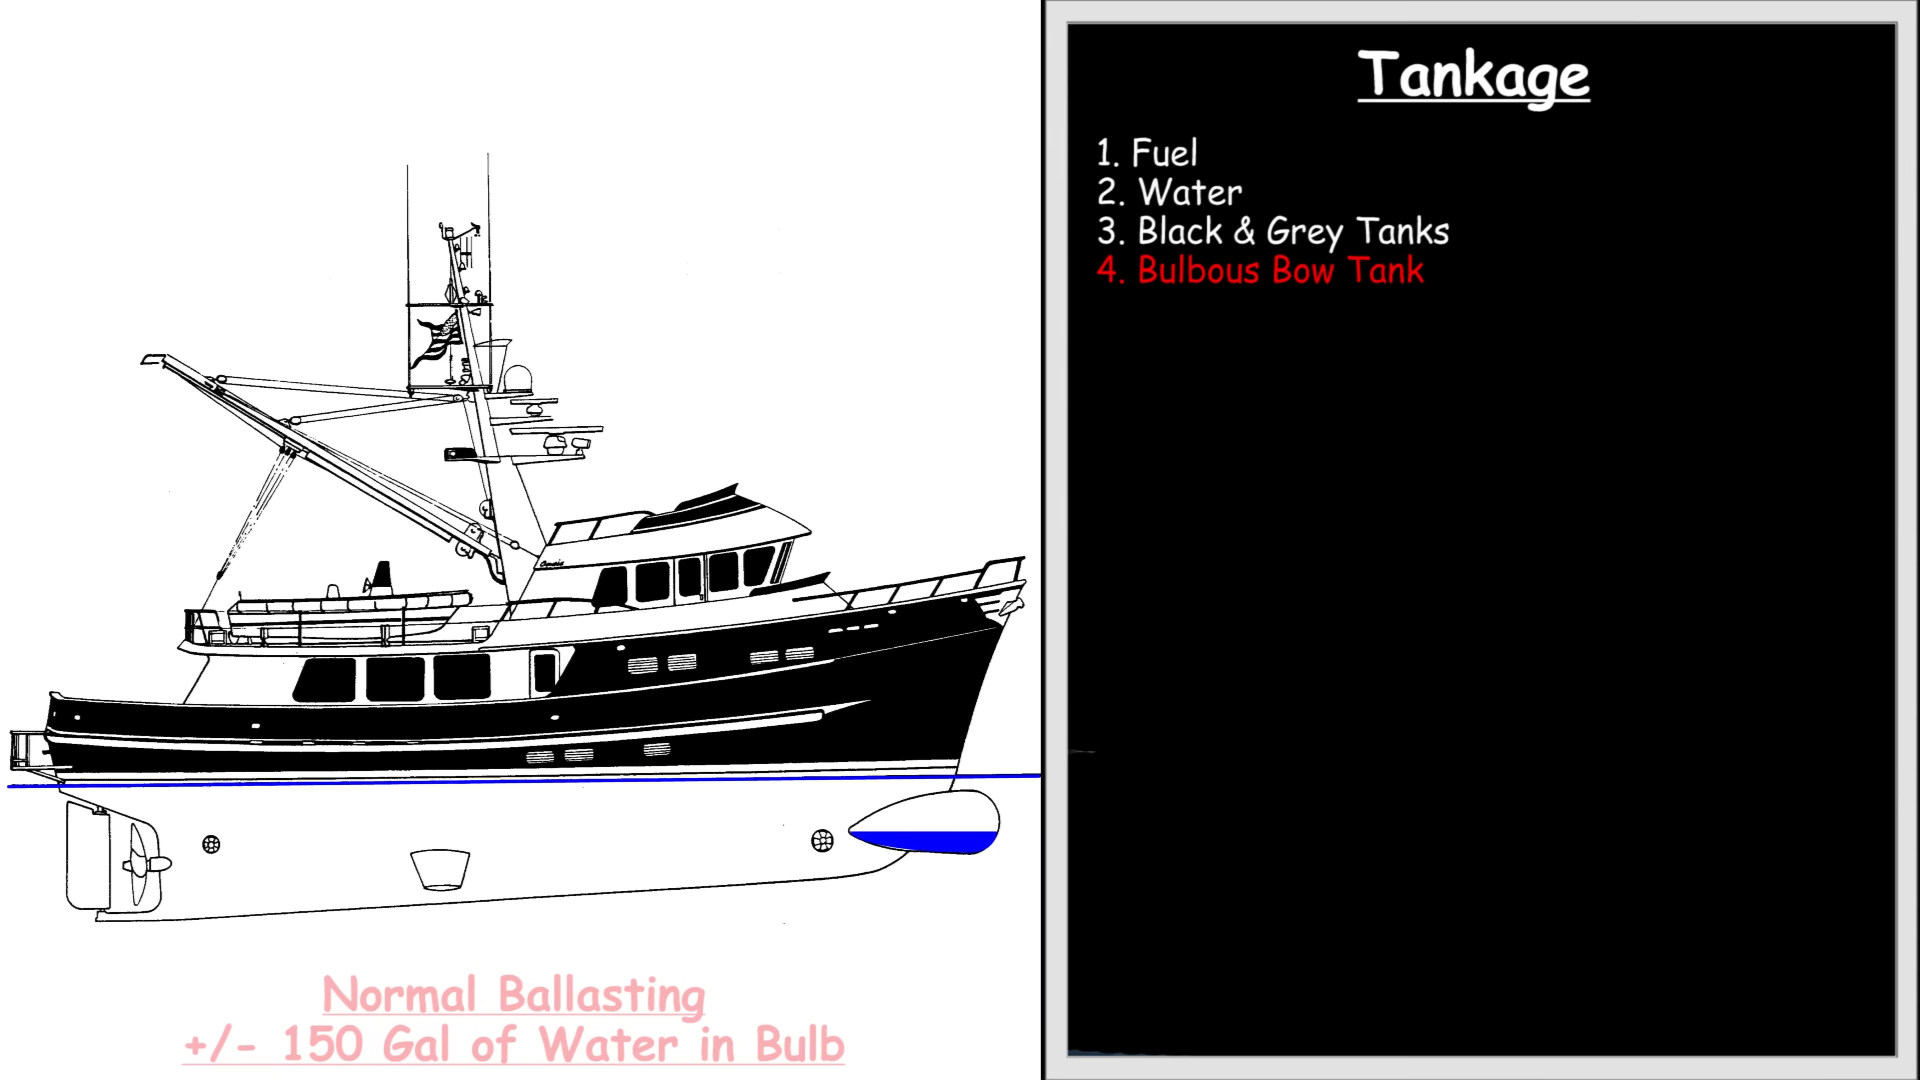 Tankage
1. Fuel
2. Water
3. Black & Grey Tanks
4. Bulbous Bow Tank
Normal Ballasting
+/- 150 Gal of Water in Bulb